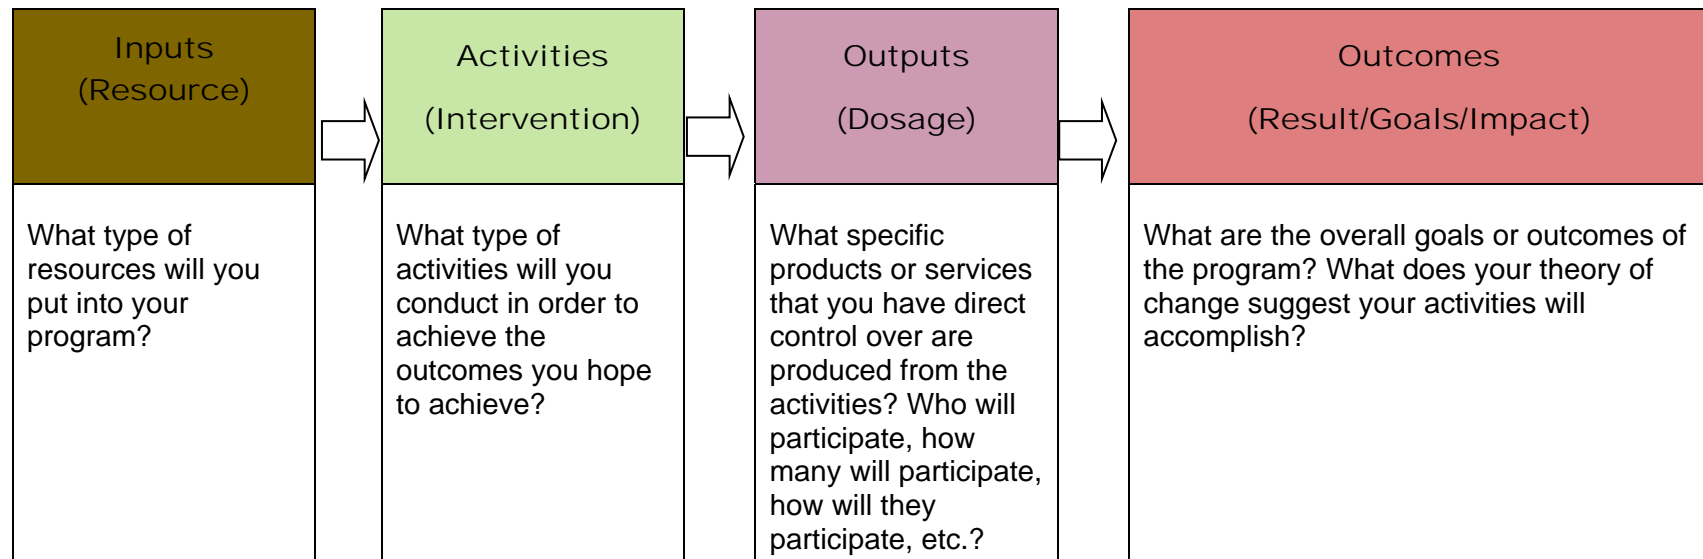 Inputs
(Resource)
Activities
(Intervention)
Outputs
(Dosage)
Outcomes
(Result/Goals/Impact)
What type of
resources will you
put into your
program?
What type of
activities will you
conduct in order to
achieve the
outcomes you hope
to achieve?
What specific
products or services
that you have direct
control over are
produced from the
activities? Who will
participate, how
many will participate,
how will they
participate, etc.?
What are the overall goals or outcomes of
the program? What does your theory of
change suggest your activities will
accomplish?